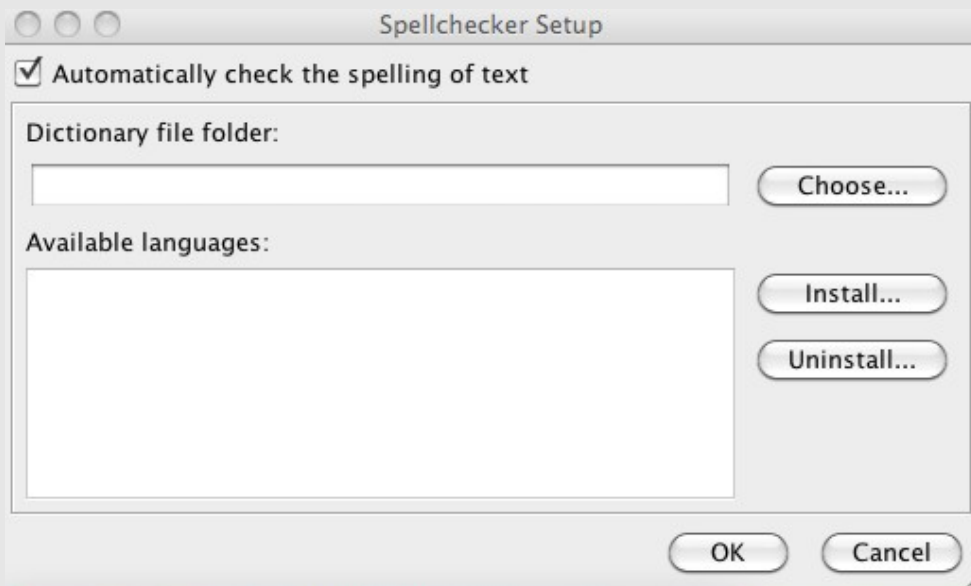 Spellchecker Setup
Automatically check the spelling of text
Dictionary file folder:
Choose...
Available languages:
Install...
Uninstall...
OK
Cancel